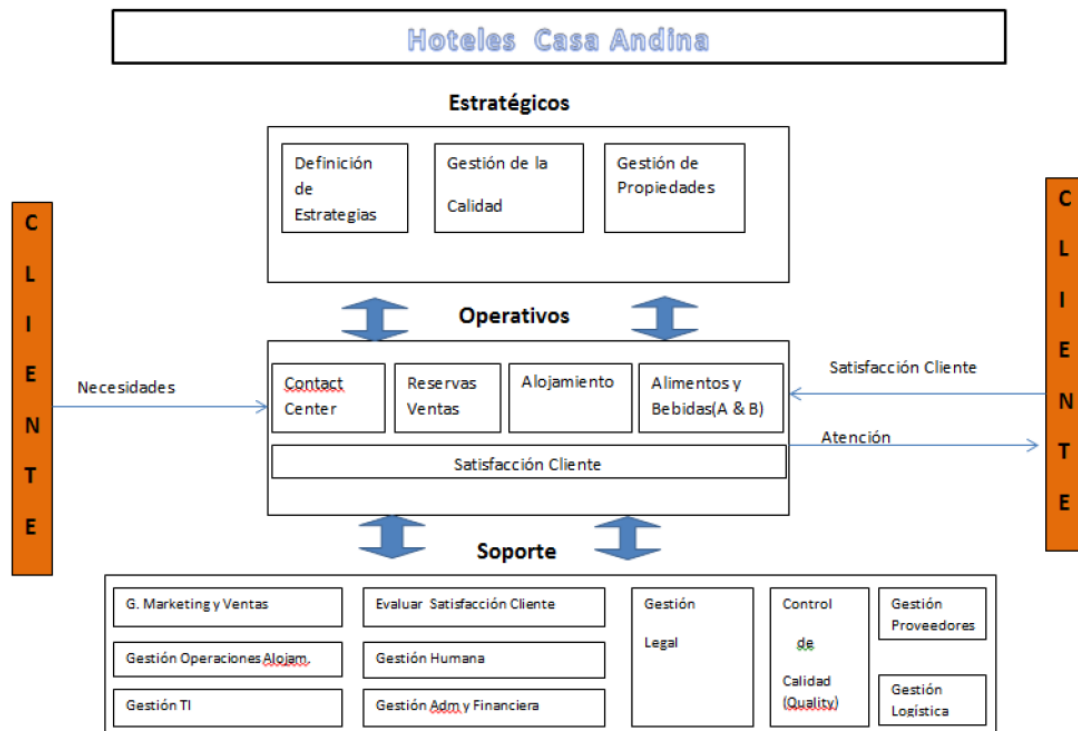 Hoteles Casa Andina
Estratégicos
Definición
de
Estrategias
Gestión de la
Calidad
Gestión de
Propiedades
C
L
I
E
N
T
E
Necesidades
Operativos
Contact
Center
Reservas
Ventas
Alojamiento
Alimentos y
Bebidas(A & B)
Satisfacción Cliente
Satisfacción Cliente
Atención
C
L
I
E
N
T
E
Soporte
G. Marketing y Ventas
Gestión Operaciones Alojam.
Gestión TI
Evaluar Satisfacción Cliente
Gestión Humana
Gestión Adm y Financiera
Gestión
Legal
Control
de
Calidad
(Quality)
Gestión
Proveedores
Gestión
Logística